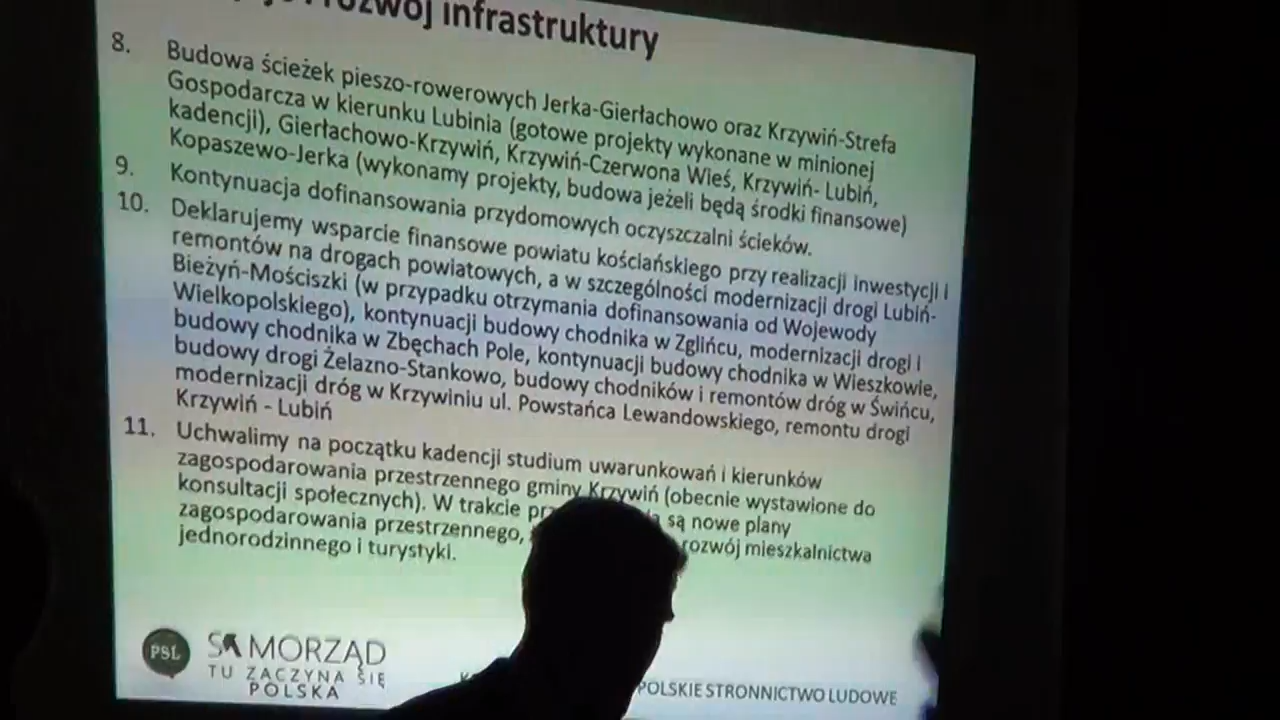 i rozwój infrastruktury
8. Budowa ścieżek pieszo-rowerowych Jerka-Gierłachowo oraz Krzywiń-Strefa
Gospodarcza w kierunku Lubinia (gotowe projekty wykonane w minionej
kadencji), Gierłachowo-Krzywiń, Krzywiń-Czerwona Wieś, Krzywiń- Lubiń,
Kopaszewo-Jerka (wykonamy projekty, budowa jeżeli będą środki finansowe)
9. Kontynuacja dofinansowania przydomowych oczyszczalni ścieków.
10. Deklarujemy wsparcie finansowe powiatu kościańskiego przy realizacji inwestycji i
remontów na drogach powiatowych, a w szczególności modernizacji drogi Lubiń-
Bieżyń-Mościszki (w przypadku otrzymania dofinansowania od Wojewody
Wielkopolskiego), kontynuacji budowy chodnika w Zglińcu, modernizacji drogi i
budowy chodnika w Zbęchach Pole, kontynuacji budowy chodnika w Wieszkowie,
budowy drogi Żelazno-Stankowo, budowy chodników i remontów dróg w Świńcu,
modernizacji dróg w Krzywiniu ul. Powstańca Lewandowskiego, remontu drogi
Krzywiń - Lubiń
11. Uchwalimy na początku kadencji studium uwarunkowań i kierunków
zagospodarowania przestrzennego gminy Krzywiń (obecnie wystawione do
konsultacji społecznych). W trakcie są nowe plany
zagospodarowania przestrzennego, rozwój mieszkalnictwa
jednorodzinnego i turystyki.
PSL
SAMORZĄD
TU ZACZYNA SIĘ
POLSKA
POLSKIE STRONNICTWO LUDOWE